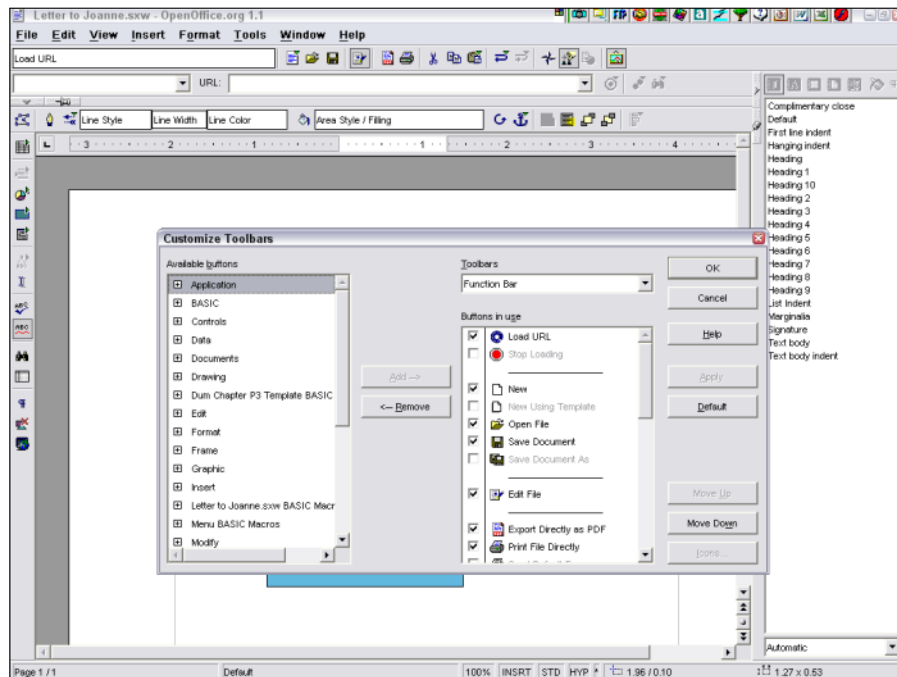 Letter to Joanne.sxw - OpenOffice.org 1.1
File Edit View Insert Format Tools Window Help
Load URL
URL:
Line Style Line Width Line Color Area Style / Filling
3 2 1 1 2 3 4
Complimentary close
Default
First line indent
Hanging indent
Heading
Heading 1
Heading 10
Heading 2
Heading 3
Heading 4
Heading 5
Heading 6
Heading 7
Heading 8
Heading 9
List Indent
Marginalia
Signature
Text body
Text body indent
Automatic
Customize Toolbars
Available buttons
Application
BASIC
Controls
Data
Documents
Drawing
Dum Chapter P3 Template BASIC
Edit
Format
Frame
Graphic
Insert
Letter to Joanne.sxw BASIC Macr
Menu BASIC Macros
Modify
Add -->
<-- Remove
Toolbars
Function Bar
Buttons in use
Load URL
Stop Loading
New
New Using Template
Open File
Save Document
Save Document As
Edit File
Export Directly as PDF
Print File Directly
OK
Cancel
Help
Apply
Default
Move Up
Move Down
Icons...
Page 1 / 1 Default 100% INSRT STD HYP * 1.96 / 0.10 1.27 x 0.53